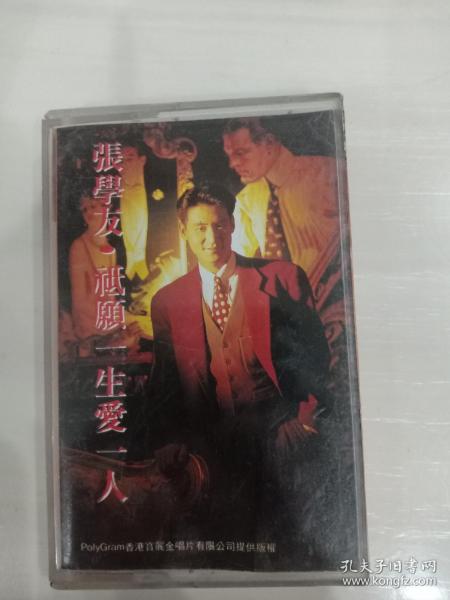 張學友・祗願一生愛一人
PolyGram香港寶麗金唱片有限公司提供版權
孔夫子旧书网
www.kongfz.com